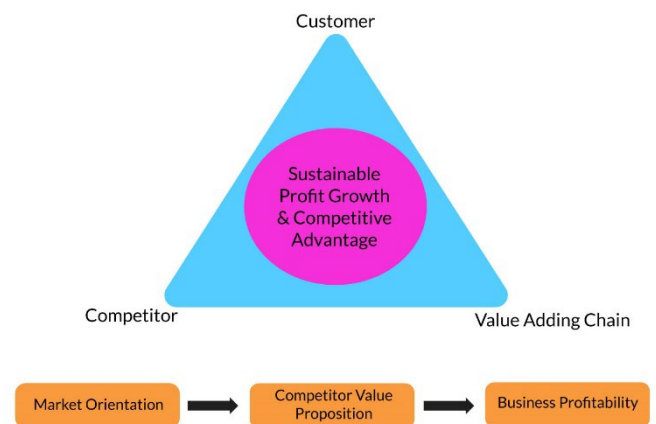 Customer
Sustainable
Profit Growth
& Competitive
Advantage
Competitor
Value Adding Chain
Market Orientation
Competitor Value
Proposition
Business Profitability